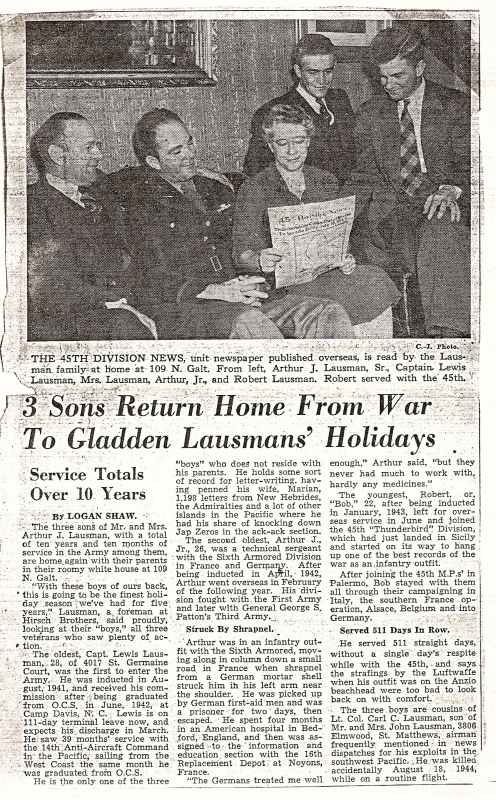 45th Division News
C.-J. Photo.
THE 45TH DIVISION NEWS, unit newspaper published overseas, is read by the Laus-
man family at home at 109 N. Galt. From left, Arthur J. Lausman, Sr., Captain Lewis
Lausman, Mrs. Lausman, Arthur, Jr., and Robert Lausman. Robert served with the 45th.
3 Sons Return Home From War
To Gladden Lausmans' Holidays
Service Totals
Over 10 Years
By LOGAN SHAW.
The three sons of Mr. and Mrs.
Arthur J. Lausman, with a total
of ten years and ten months of
service in the Army among them,
are home again with their parents
in their roomy white house at 109
N. Galt.
"With these boys of ours back,
this is going to be the finest holi-
day season we've had for five
years," Lausman, a foreman at
Hirsch Brothers, said proudly,
looking at their "boys," all three
veterans who saw plenty of ac-
tion.
The oldest, Capt. Lewis Laus-
man, 28, of 4017 St. Germaine
Court, was the first to enter the
Army. He was inducted in Au-
gust, 1941, and received his com-
mission after being graduated
from O.C.S. in June, 1942, at
Camp Davis, N. C. Lewis is on
111-day terminal leave now, and
expects his discharge in March.
He saw 39 months' service with
the 14th Anti-Aircraft Command
in the Pacific, sailing from the
West Coast the same month he
was graduated from O.C.S.
He is the only one of the three
"boys" who does not reside with
his parents. He holds some sort
of record for letter-writing, hav-
ing penned his wife, Marian,
1,198 letters from New Hebrides,
the Admiralties and a lot of other
islands in the Pacific where he
had his share of knocking down
Jap Zeros in the ack-ack section.
The second oldest, Arthur J.,
Jr., 26, was a technical sergeant
with the Sixth Armored Division
in France and Germany. After
being inducted in April, 1942,
Arthur went overseas in February
of the following year. His divi-
sion fought with the First Army
and later with General George S.
Patton's Third Army.
Struck By Shrapnel.
Arthur was in an infantry out-
fit with the Sixth Armored, mov-
ing along in column down a small
road in France when shrapnel
from a German mortar shell
struck him in his left arm near
the shoulder. He was picked up
by German first-aid men and was
a prisoner for two days, then
escaped. He spent four months
in an American hospital in Bed-
ford, England, and then was as-
signed to the information and
education section with the 16th
Replacement Depot at Noyons,
France.
"The Germans treated me well
enough," Arthur said, "but they
never had much to work with,
hardly any medicines."
The youngest, Robert, or,
"Bob," 22, after being inducted
in January, 1943, left for over-
seas service in June and joined
the 45th "Thunderbird" Division,
which had just landed in Sicily
and started on its way to hang
up one of the best records of the
war as an infantry outfit.
After joining the 45th M.P.s' in
Palermo, Bob stayed with them
all through their campaigning in
Italy, the southern France op-
eration, Alsace, Belgium and into
Germany.
Served 511 Days In Row.
He served 511 straight days,
without a single day's respite
while with the 45th, and says
the strafings by the Luftwaffe
when his outfit was on the Anzio
beachhead were too bad to look
back on with comfort.
The three boys are cousins of
Lt. Col. Carl C. Lausman, son of
Mr. and Mrs. John Lausman, 3806
Elmwood, St. Matthews, airman
frequently mentioned in news
dispatches for his exploits in the
southwest Pacific. He was killed
accidentally August 18, 1944,
while on a routine flight.